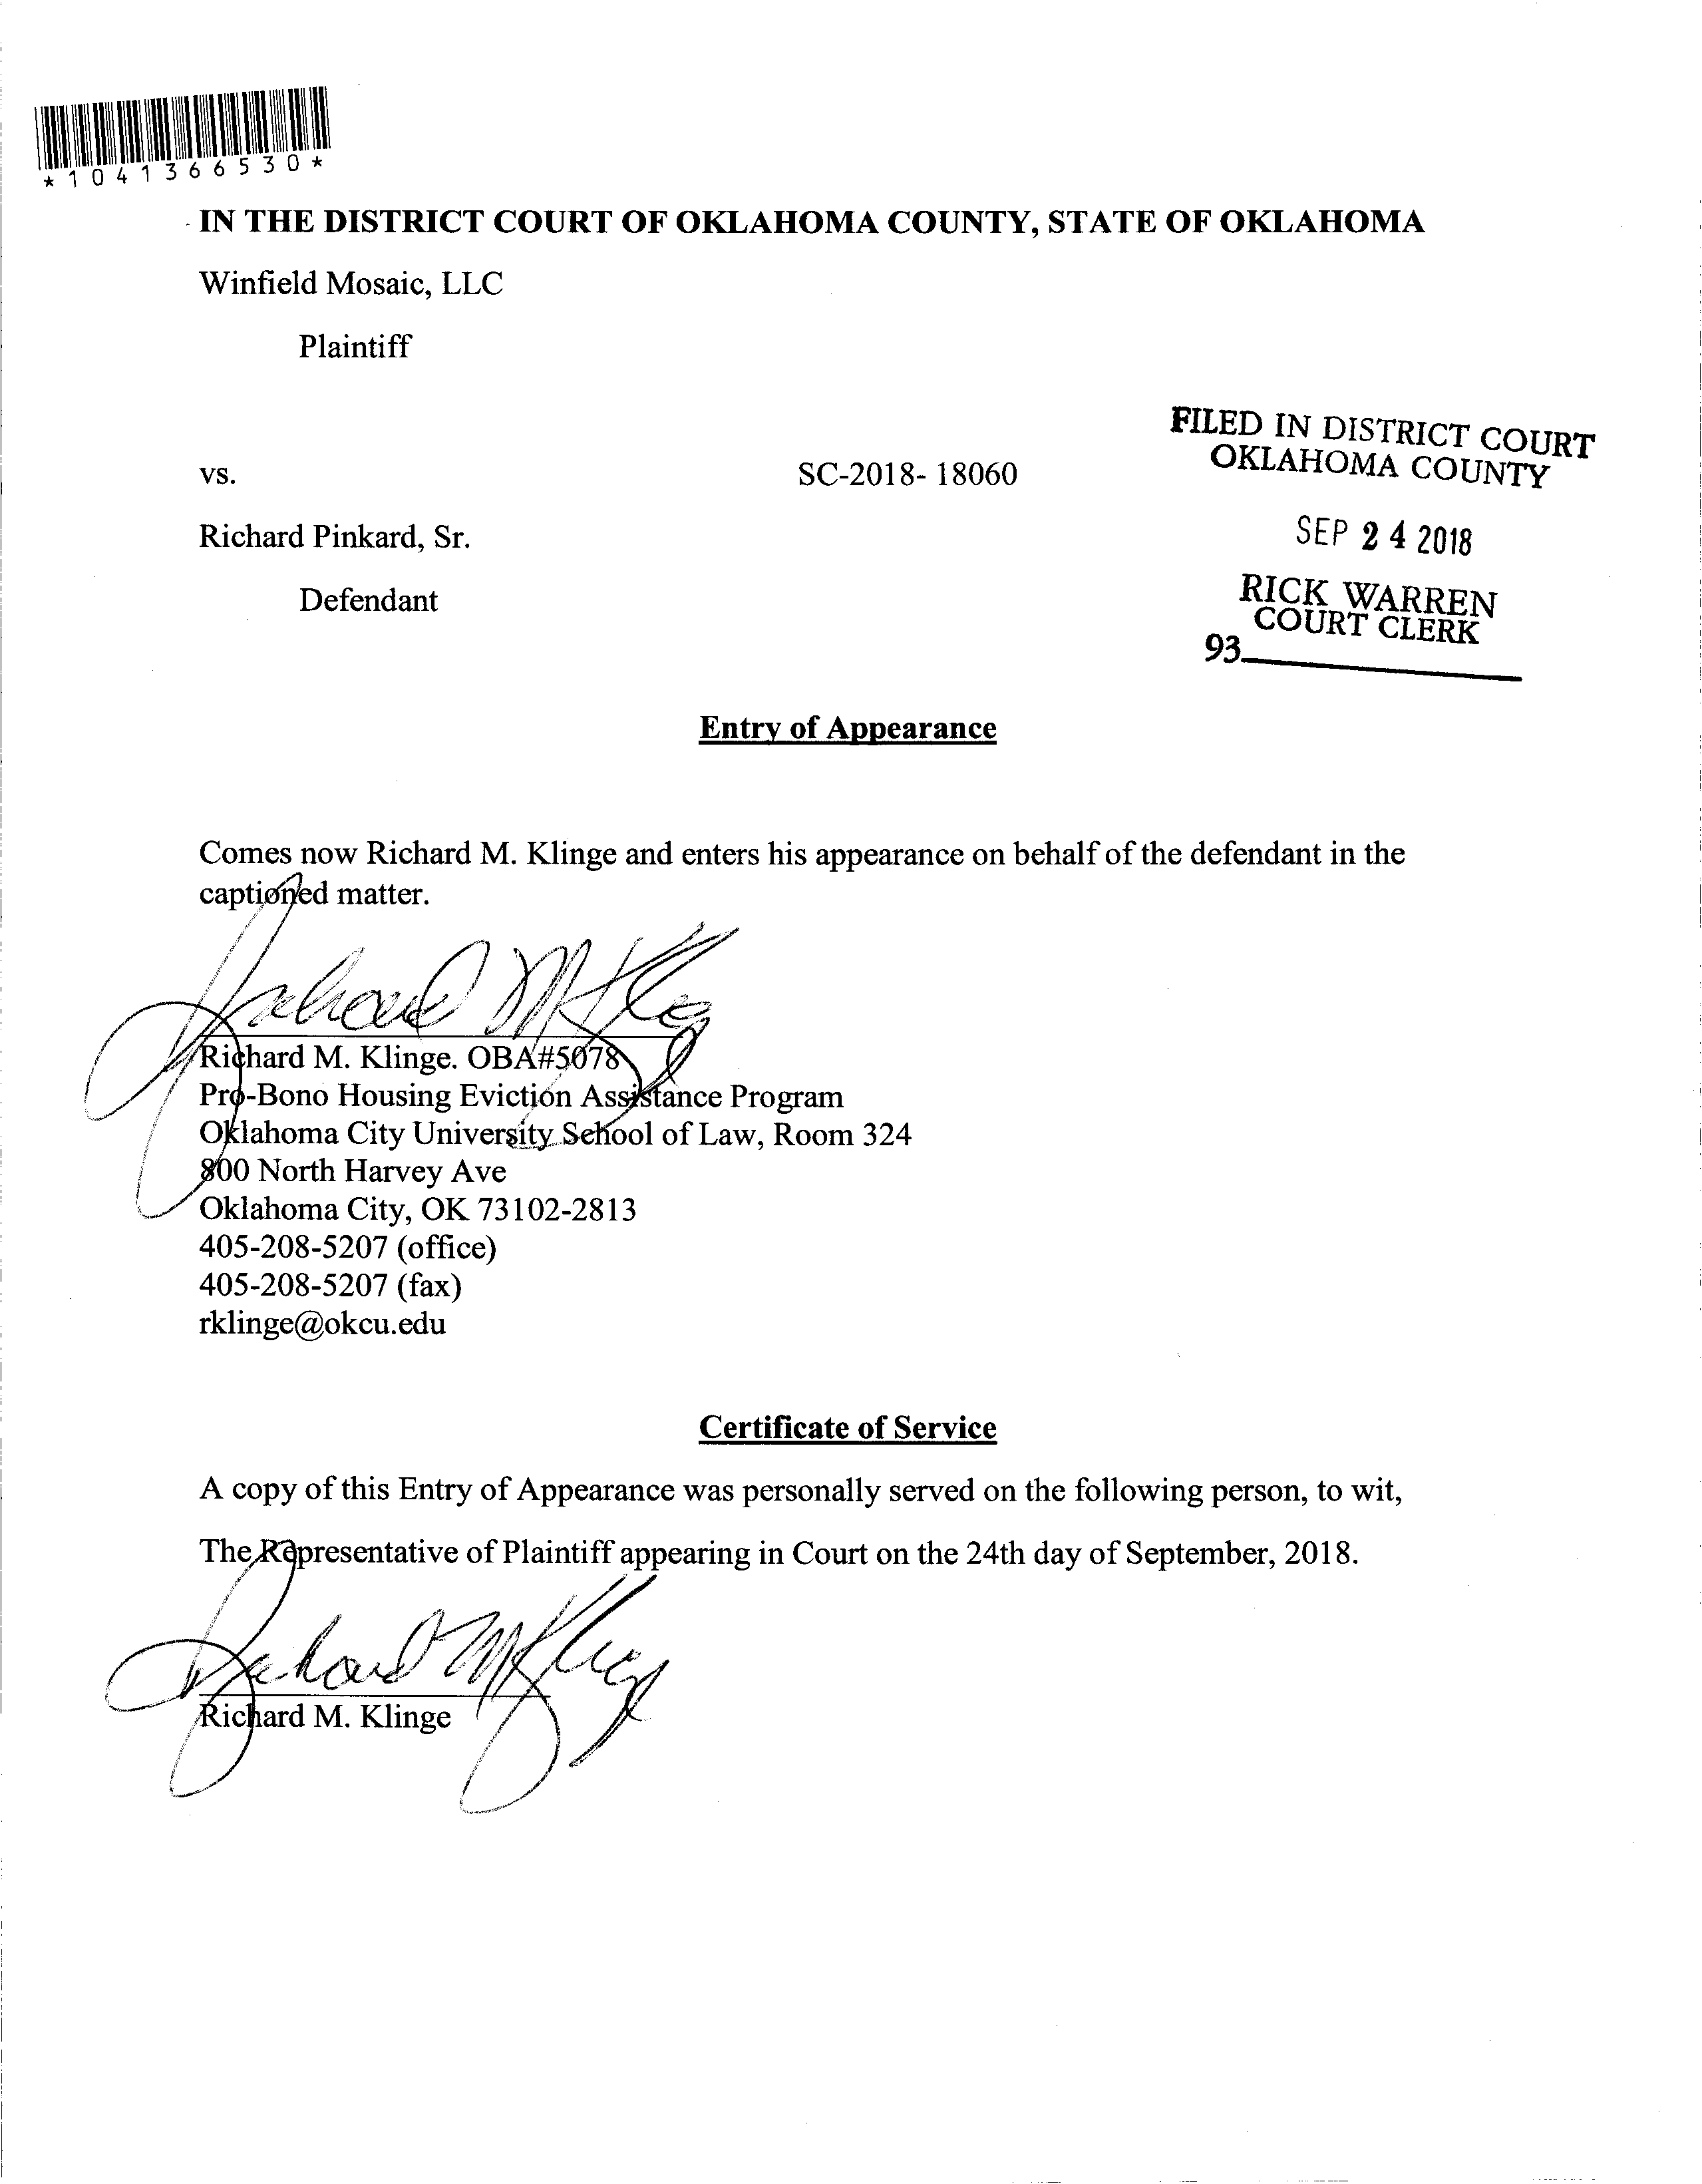 *1041366530*
IN THE DISTRICT COURT OF OKLAHOMA COUNTY, STATE OF OKLAHOMA
Winfield Mosaic, LLC
Plaintiff
FILED IN DISTRICT COURT
OKLAHOMA COUNTY
vs.
SC-2018- 18060
Richard Pinkard, Sr.
SEP 24 2018
Defendant
RICK WARREN
COURT CLERK
93
Entry of Appearance
Comes now Richard M. Klinge and enters his appearance on behalf of the defendant in the
captioned matter.
Richard M Klinge
Richard M. Klinge. OBA#5078
Pro-Bono Housing Eviction Assistance Program
Oklahoma City University School of Law, Room 324
800 North Harvey Ave
Oklahoma City, OK 73102-2813
405-208-5207 (office)
405-208-5207 (fax)
rklinge@okcu.edu
Certificate of Service
A copy of this Entry of Appearance was personally served on the following person, to wit,
The Representative of Plaintiff appearing in Court on the 24th day of September, 2018.
Richard M Klinge
Richard M. Klinge